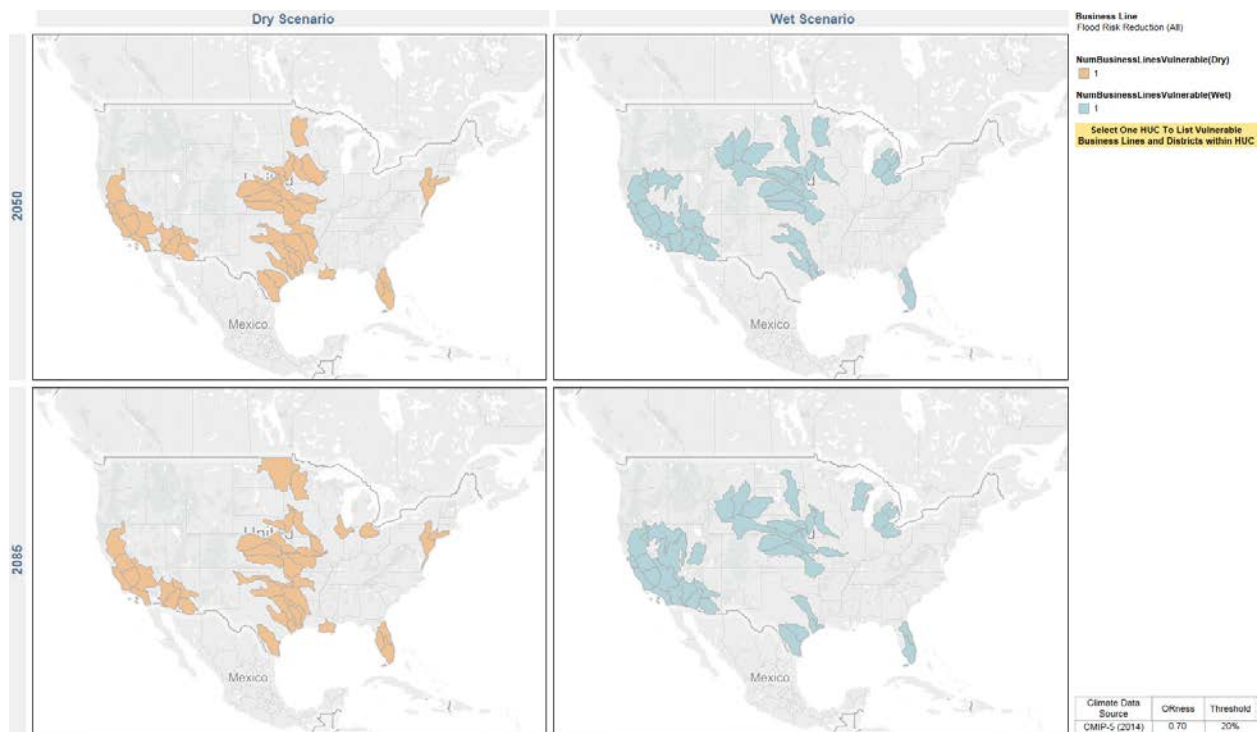 Dry Scenario
Wet Scenario
Business Line
Flood Risk Reduction (All)
NumBusinessLinesVulnerable(Dry)
1
NumBusinessLinesVulnerable(Wet)
1
Select One HUC To List Vulnerable
Business Lines and Districts within HUC
2050
Mexico
Mexico
2085
United
Mexico
Mexico
Climate Data
Source
ORness
Threshold
CMIP-5 (2014)
0.70
20%